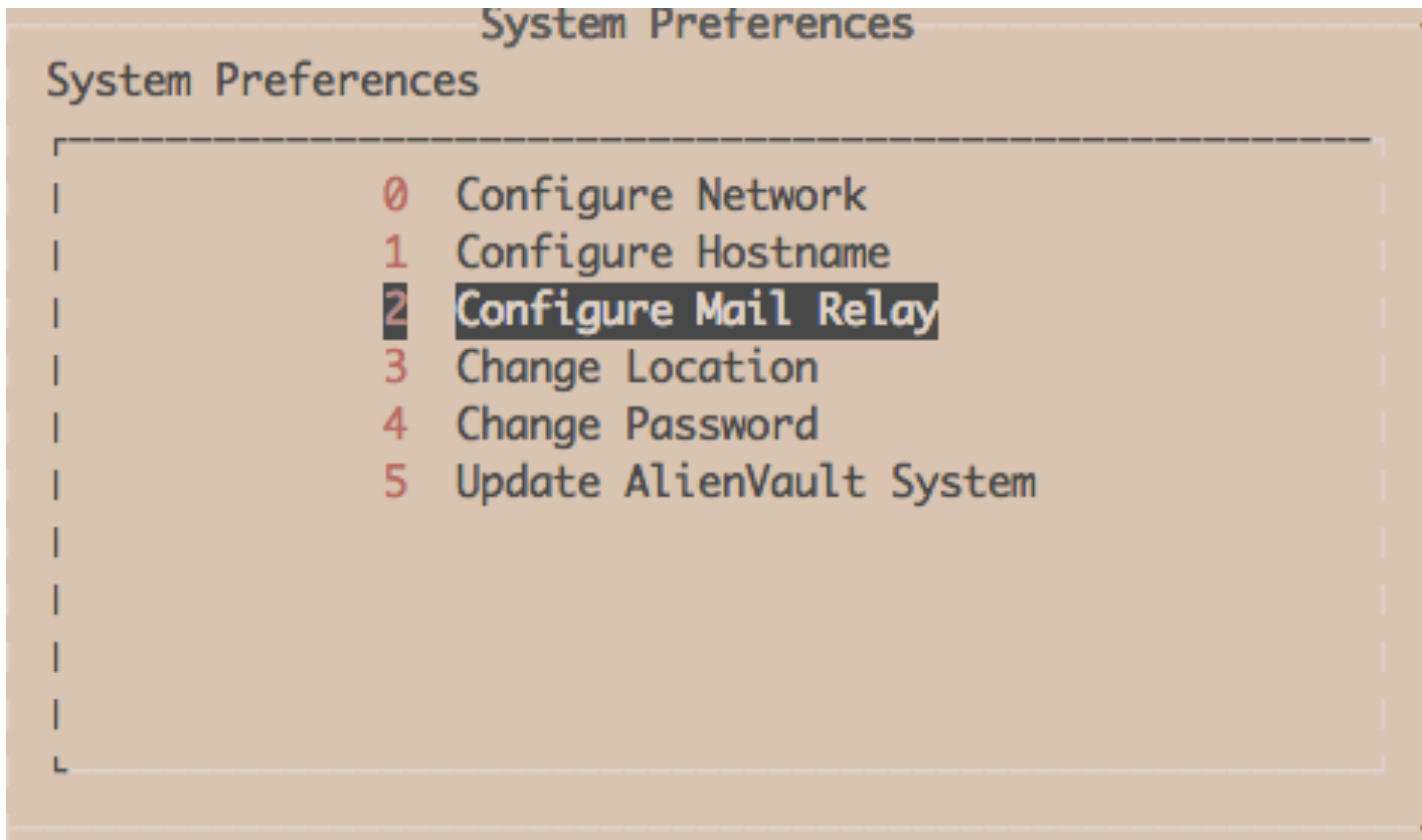 System Preferences
System Preferences
0 Configure Network
1 Configure Hostname
2 Configure Mail Relay
3 Change Location
4 Change Password
5 Update AlienVault System